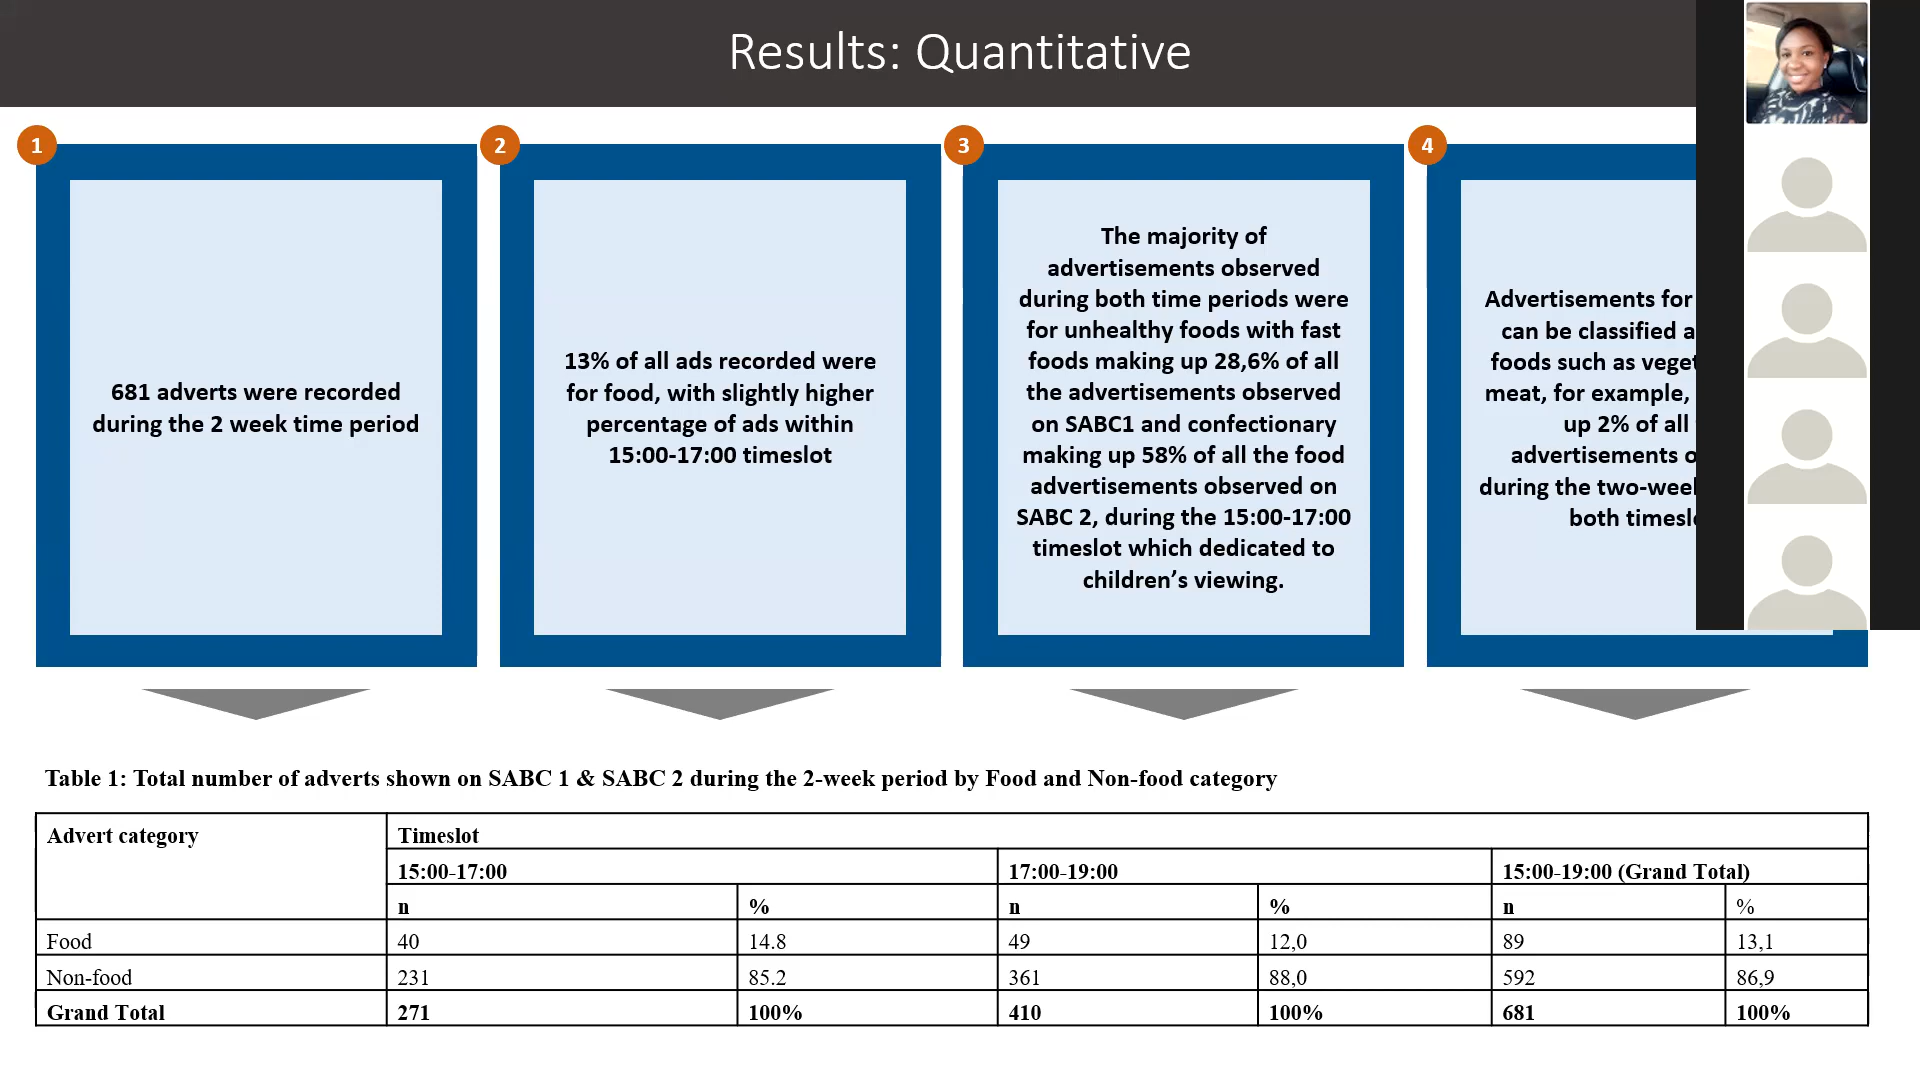 Results: Quantitative
1
681 adverts were recorded
during the 2 week time period
2
13% of all ads recorded were
for food, with slightly higher
percentage of ads within
15:00-17:00 timeslot
3
The majority of
advertisements observed
during both time periods were
for unhealthy foods with fast
foods making up 28,6% of all
the advertisements observed
on SABC1 and confectionary
making up 58% of all the food
advertisements observed on
SABC 2, during the 15:00-17:00
timeslot which dedicated to
children’s viewing.
4
Advertisements for
can be classified
foods such as
meat, for example,
up 2% of all
advertisements
during the
both
Table 1: Total number of adverts shown on SABC 1 & SABC 2 during the 2-week period by Food and Non-food category
Advert category Timeslot
15:00-17:00 17:00-19:00 15:00-19:00 (Grand Total)
n % n % n %
Food 40 14.8 49 12,0 89 13,1
Non-food 231 85.2 361 88,0 592 86,9
Grand Total 271 100% 410 100% 681 100%